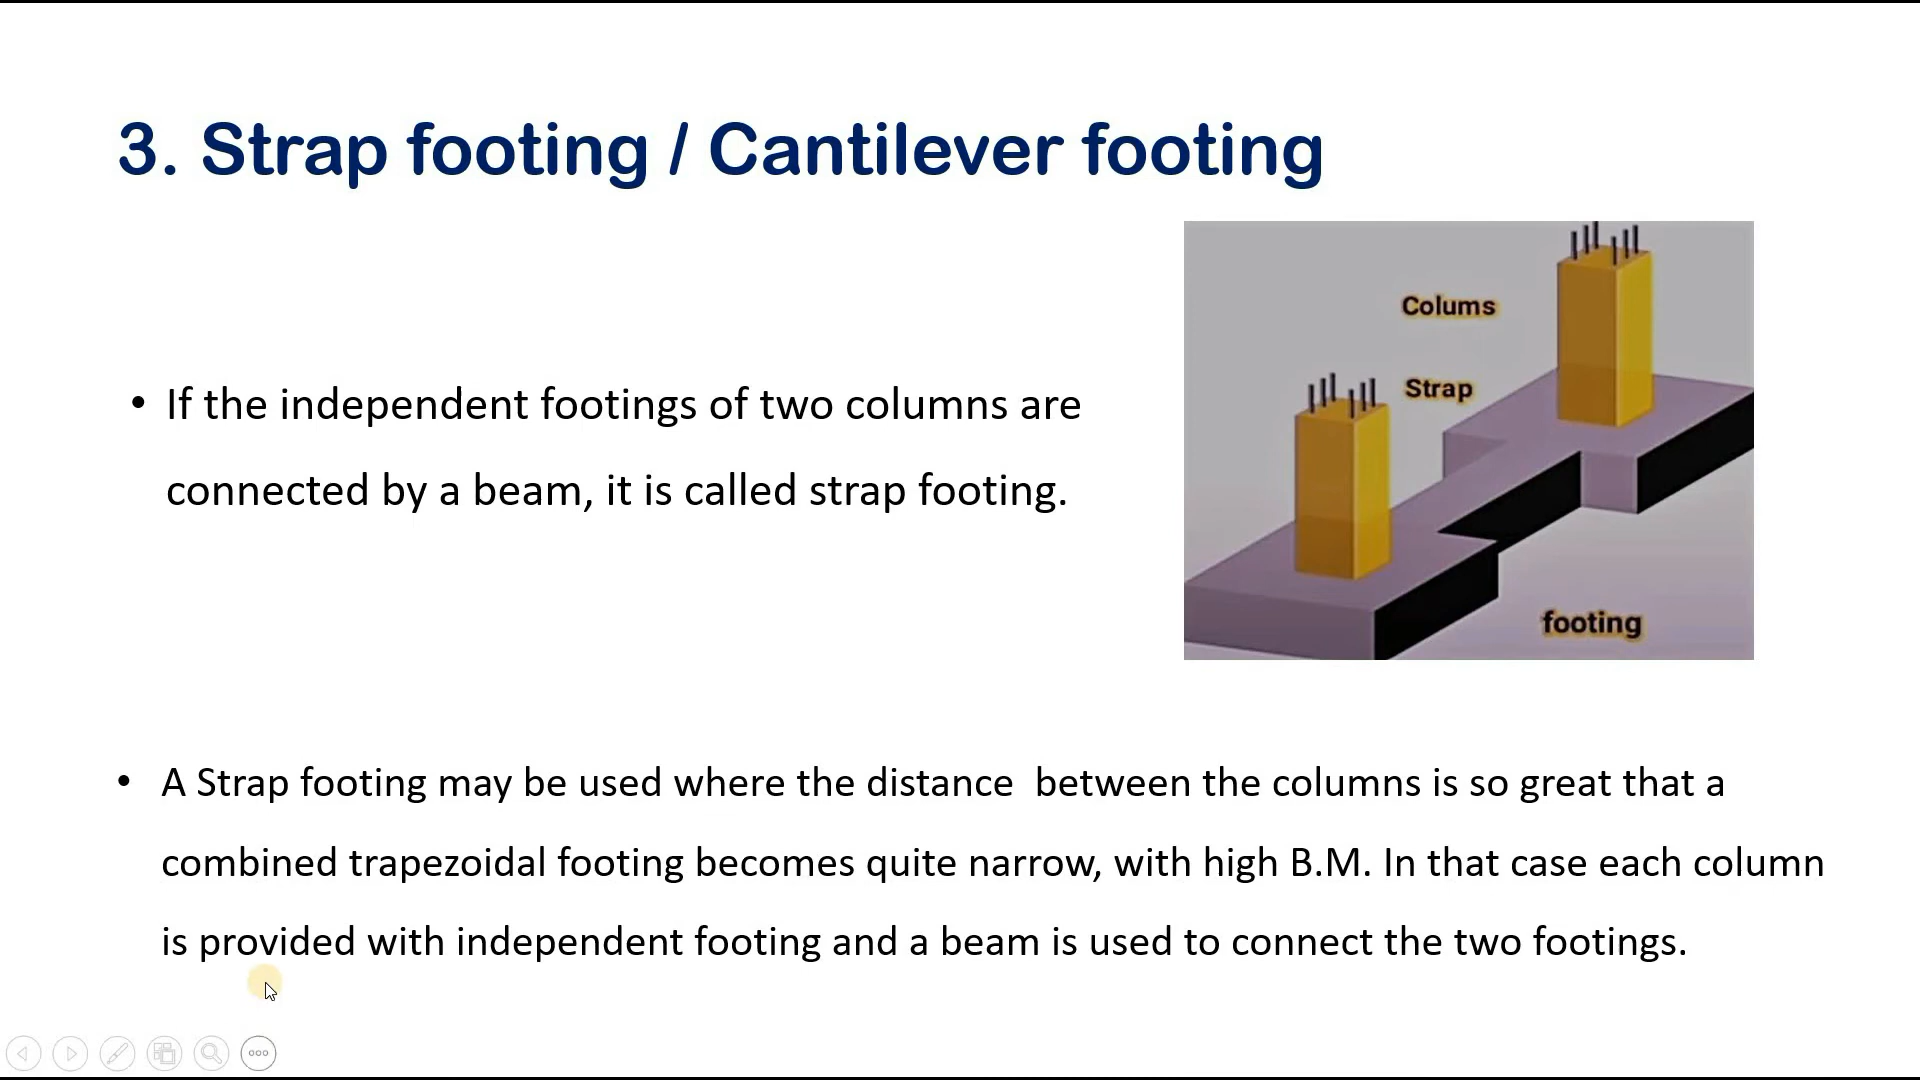 3. Strap footing / Cantilever footing
• If the independent footings of two columns are
connected by a beam, it is called strap footing.
Colums
Strap
footing
• A Strap footing may be used where the distance  between the columns is so great that a
combined trapezoidal footing becomes quite narrow, with high B.M. In that case each column
is provided with independent footing and a beam is used to connect the two footings.